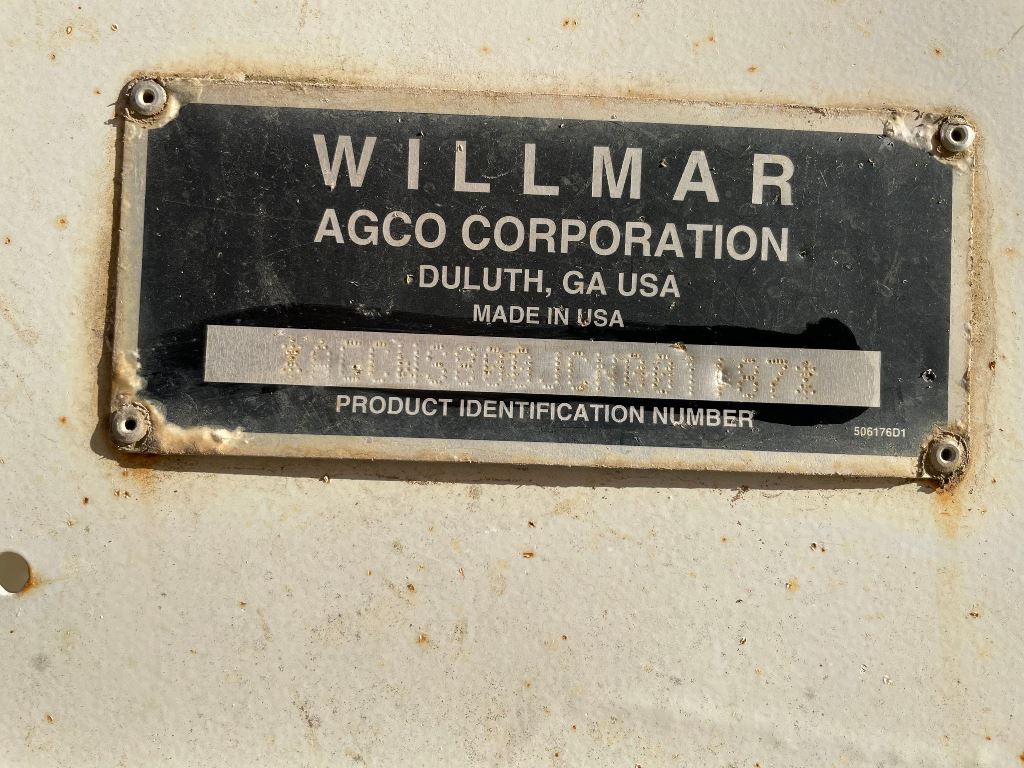 WILLMAR
AGCO CORPORATION
DULUTH, GA USA
MADE IN USA
PRODUCT IDENTIFICATION NUMBER
506176D1